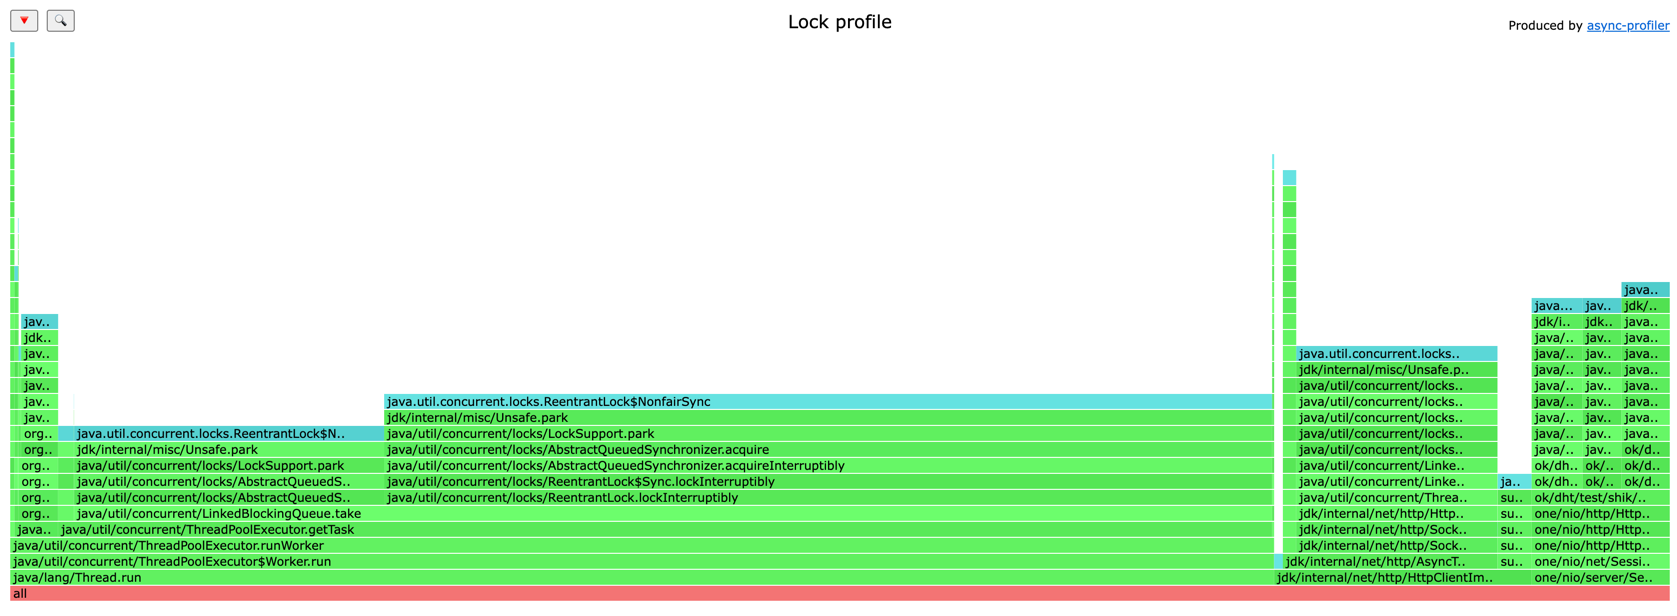 Lock profile
Produced by async-profiler
java..
java... jav.. jdk/..
jav.. jdk/i.. jdk.. java..
jdk.. java/.. jav.. java..
jav.. java.util.concurrent.locks.. java/.. jav.. java..
jav.. jdk/internal/misc/Unsafe.p.. java/.. jav.. java..
jav.. java/util/concurrent/locks.. java/.. jav.. java..
jav.. java.util.concurrent.locks.ReentrantLock$NonfairSync java/util/concurrent/locks.. java/.. jav.. java..
jav.. jdk/internal/misc/Unsafe.park java/util/concurrent/locks.. java/.. jav.. java..
org.. java.util.concurrent.locks.ReentrantLock$N.. java/util/concurrent/locks/LockSupport.park java/util/concurrent/locks.. java/.. jav.. java..
org.. jdk/internal/misc/Unsafe.park java/util/concurrent/locks/AbstractQueuedSynchronizer.acquire java/util/concurrent/locks.. java/.. jav.. ok/d..
org.. java/util/concurrent/locks/LockSupport.park java/util/concurrent/locks/AbstractQueuedSynchronizer.acquireInterruptibly java/util/concurrent/Linke.. ok/dh.. ok/.. ok/d..
org.. java/util/concurrent/locks/AbstractQueuedS.. java/util/concurrent/locks/ReentrantLock$Sync.lockInterruptibly java/util/concurrent/Linke.. ja.. ok/dh.. ok/.. ok/d..
org.. java/util/concurrent/locks/AbstractQueuedS.. java/util/concurrent/locks/ReentrantLock.lockInterruptibly java/util/concurrent/Threa.. su.. ok/dht/test/shik/..
org.. java/util/concurrent/LinkedBlockingQueue.take jdk/internal/net/http/Http.. su.. one/nio/http/Http..
java.. java/util/concurrent/ThreadPoolExecutor.getTask jdk/internal/net/http/Sock.. su.. one/nio/http/Http..
java/util/concurrent/ThreadPoolExecutor.runWorker jdk/internal/net/http/Sock.. su.. one/nio/http/Http..
java/util/concurrent/ThreadPoolExecutor$Worker.run jdk/internal/net/http/AsyncT.. su.. one/nio/net/Sessi..
java/lang/Thread.run jdk/internal/net/http/HttpClientIm.. one/nio/server/Se..
all